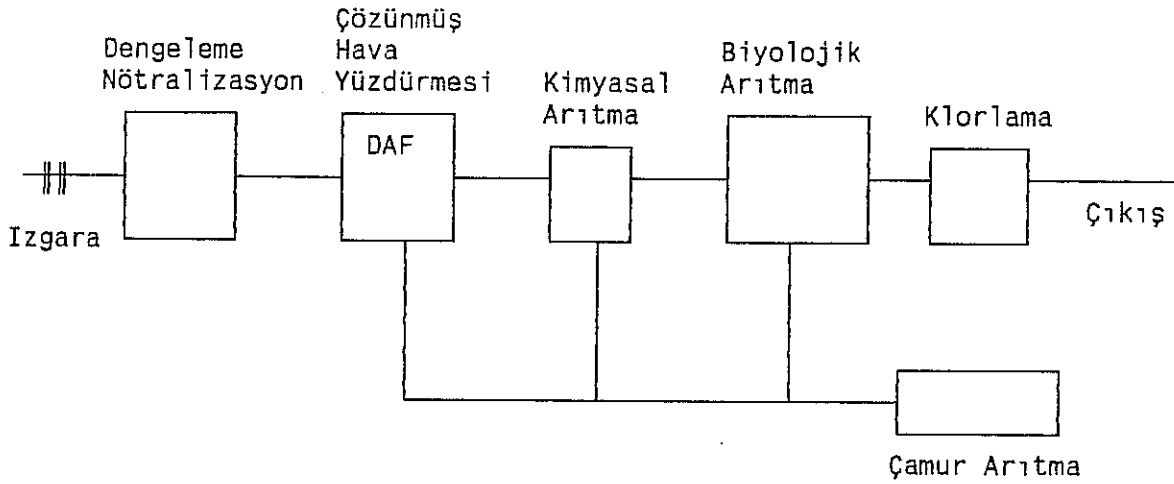 Dengeleme
Nötralizasyon
Çözünmüş
Hava
Yüzdürmesi
DAF
Kimyasal
Arıtma
Biyolojik
Arıtma
Klorlama
Izgara
Çıkış
Çamur Arıtma